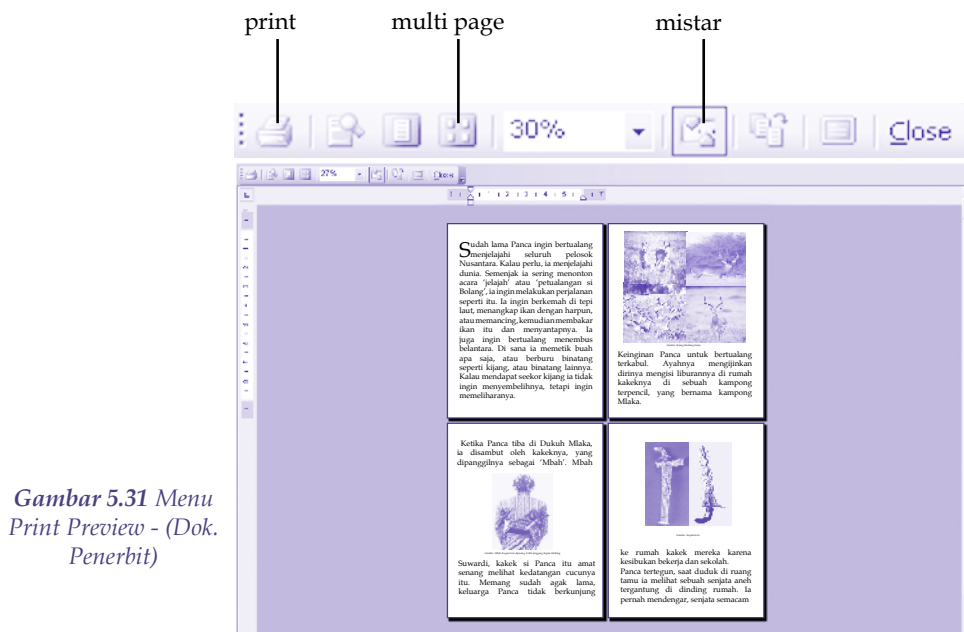 print multi page mistar
30% Close
27% Close
Sudah lama Panca ingin bertualang
menjelajahi seluruh pelosok
Nusantara. Kalau perlu, ia menjelajahi
dunia. Semenjak ia sering menonton
acara 'jelajah' atau 'petualangan si
Bolang', ia ingin melakukan perjalanan
seperti itu. Ia ingin berkemah di tepi
laut, menangkap ikan dengan harpun,
atau memancing, kemudian membakar
ikan itu dan menyantapnya. Ia
juga ingin bertualang menembus
belantara. Di sana ia memetik buah
apa saja, atau berburu binatang
seperti kijang, atau binatang lainnya.
Kalau mendapat seekor kijang ia tidak
ingin menyembelihnya, tetapi ingin
memeliharanya.
Keinginan Panca untuk bertualang
terkabul. Ayahnya mengijinkan
dirinya mengisi liburannya di rumah
kakeknya di sebuah kampong
terpencil, yang bernama kampong
Mlaka.
Ketika Panca tiba di Dukuh Mlaka,
ia disambut oleh kakeknya, yang
dipanggilnya sebagai 'Mbah'. Mbah
Suwardi, kakek si Panca itu amat
senang melihat kedatangan cucunya
itu. Memang sudah agak lama,
keluarga Panca tidak berkunjung
ke rumah kakek mereka karena
kesibukan bekerja dan sekolah.
Panca tertegun, saat duduk di ruang
tamu ia melihat sebuah senjata aneh
tergantung di dinding rumah. Ia
pernah mendengar, senjata semacam
Gambar 5.31 Menu
Print Preview - (Dok.
Penerbit)